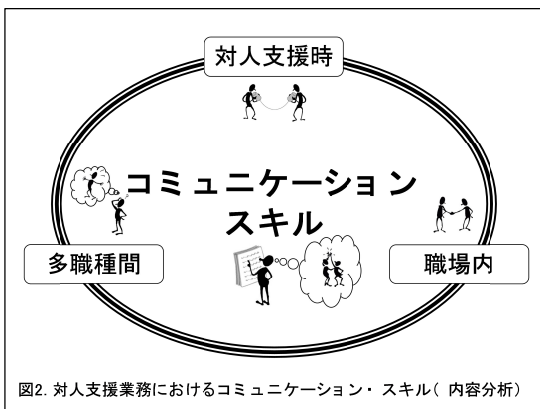 対人支援時
コミュニケーション
スキル
多職種間
職場内
図2. 対人支援業務におけるコミュニケーション・ スキル( 内容分析)